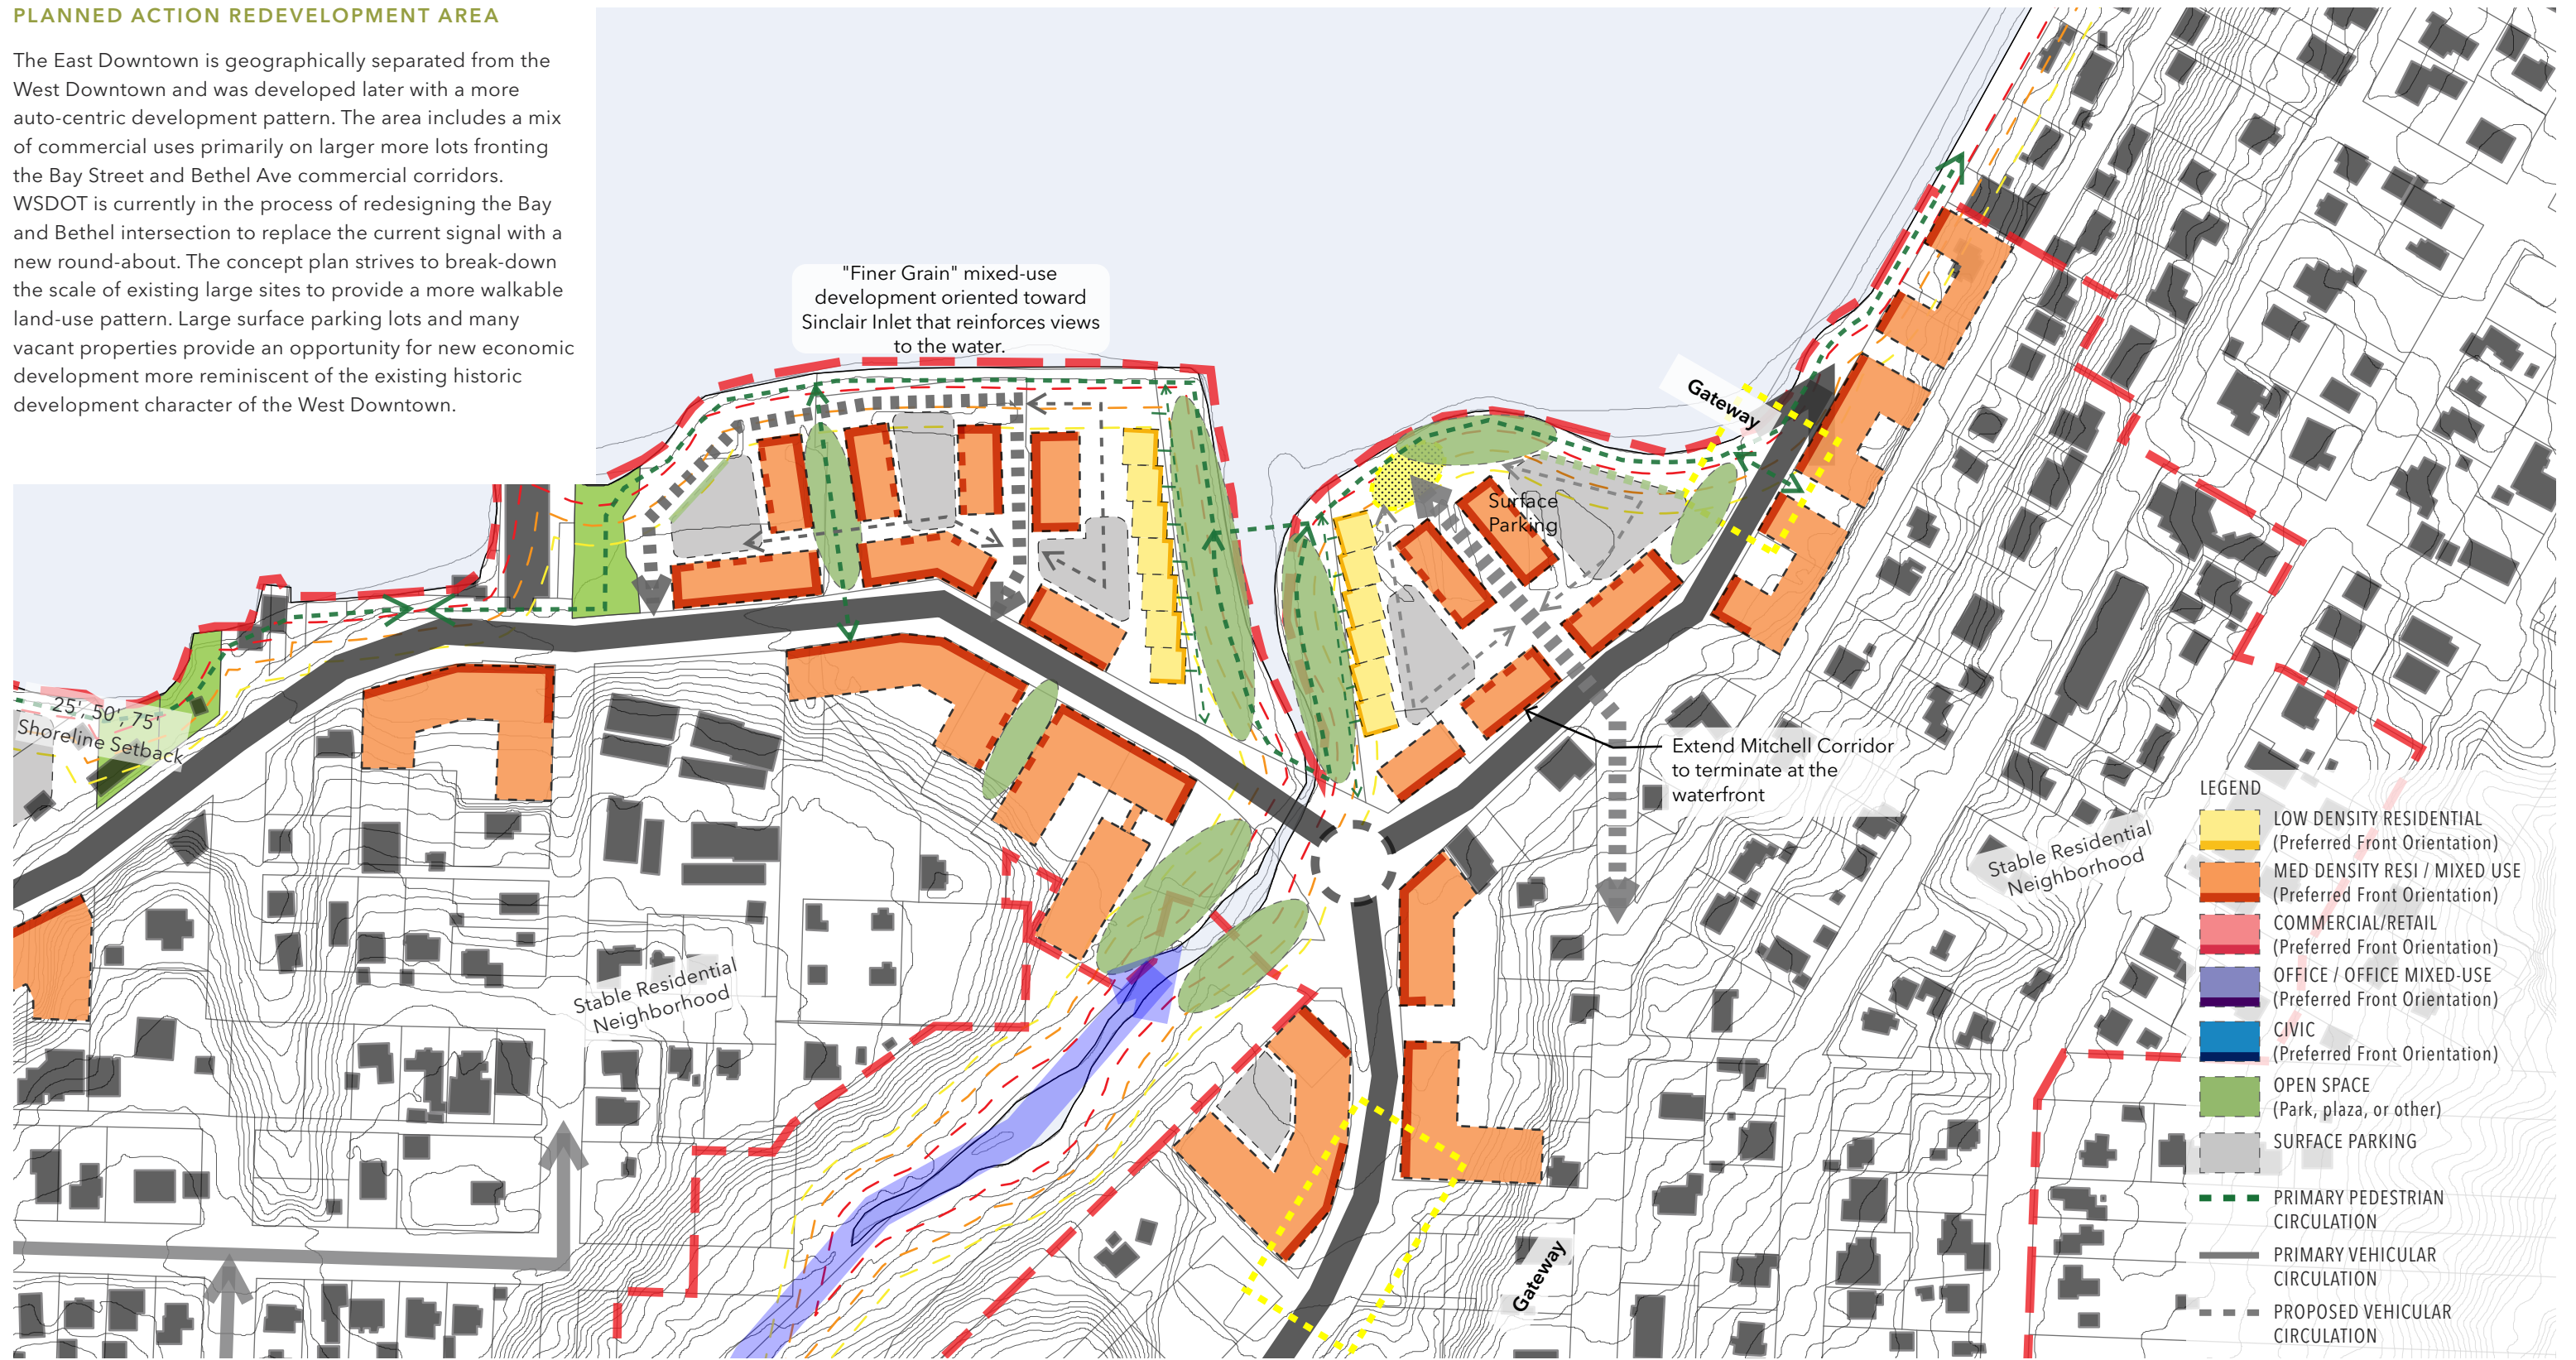 PLANNED ACTION REDEVELOPMENT AREA
The East Downtown is geographically separated from the
West Downtown and was developed later with a more
auto-centric development pattern. The area includes a mix
of commercial uses primarily on larger more lots fronting
the Bay Street and Bethel Ave commercial corridors.
WSDOT is currently in the process of redesigning the Bay
and Bethel intersection to replace the current signal with a
new round-about. The concept plan strives to break-down
the scale of existing large sites to provide a more walkable
land-use pattern. Large surface parking lots and many
vacant properties provide an opportunity for new economic
development more reminiscent of the existing historic
development character of the West Downtown.
"Finer Grain" mixed-use
development oriented toward
Sinclair Inlet that reinforces views
to the water.
Gateway
Surface
Parking
25', 50', 75'
Shoreline Setback
Extend Mitchell Corridor
to terminate at the
waterfront
Stable Residential
Neighborhood
Stable Residential
Neighborhood
Gateway
LEGEND
LOW DENSITY RESIDENTIAL
(Preferred Front Orientation)
MED DENSITY RESI / MIXED USE
(Preferred Front Orientation)
COMMERCIAL/RETAIL
(Preferred Front Orientation)
OFFICE / OFFICE MIXED-USE
(Preferred Front Orientation)
CIVIC
(Preferred Front Orientation)
OPEN SPACE
(Park, plaza, or other)
SURFACE PARKING
PRIMARY PEDESTRIAN
CIRCULATION
PRIMARY VEHICULAR
CIRCULATION
PROPOSED VEHICULAR
CIRCULATION